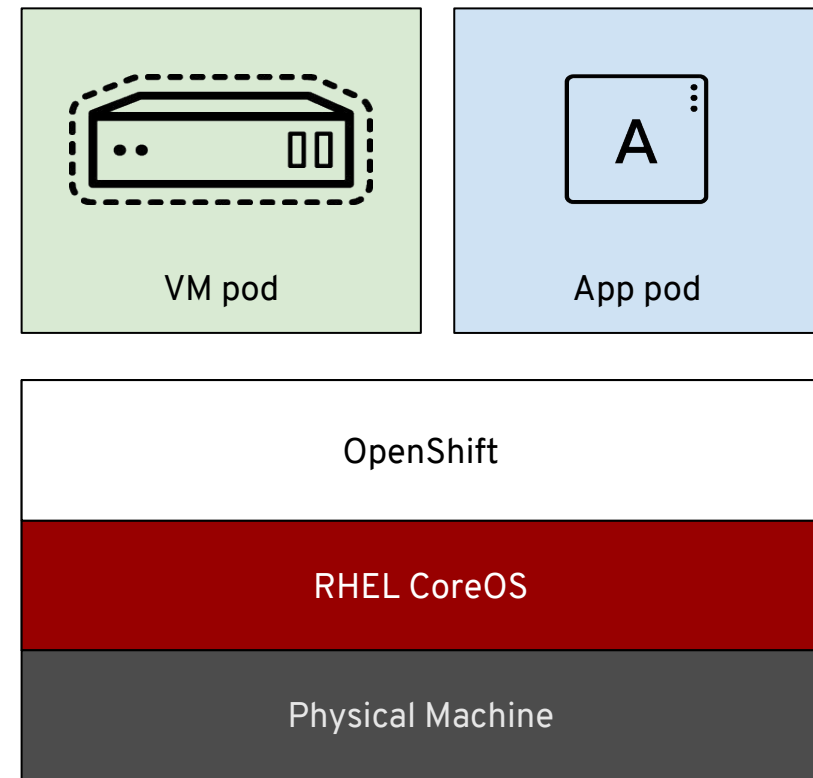 A
VM pod
App pod
OpenShift
RHEL CoreOS
Physical Machine